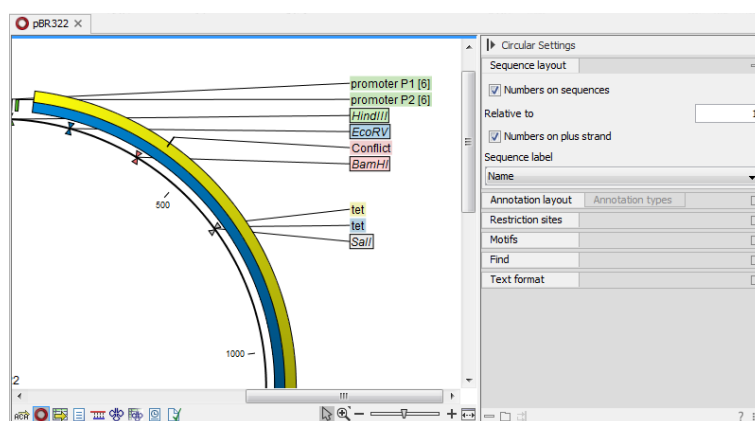 pBR322
promoter P1 [6]
promoter P2 [6]
HindIII
EcoRV
Conflict
BamHI
500
tet
tet
SalI
1000
2
Circular Settings
Sequence layout
Numbers on sequences
Relative to
1
Numbers on plus strand
Sequence label
Name
Annotation layout
Annotation types
Restriction sites
Motifs
Find
Text format